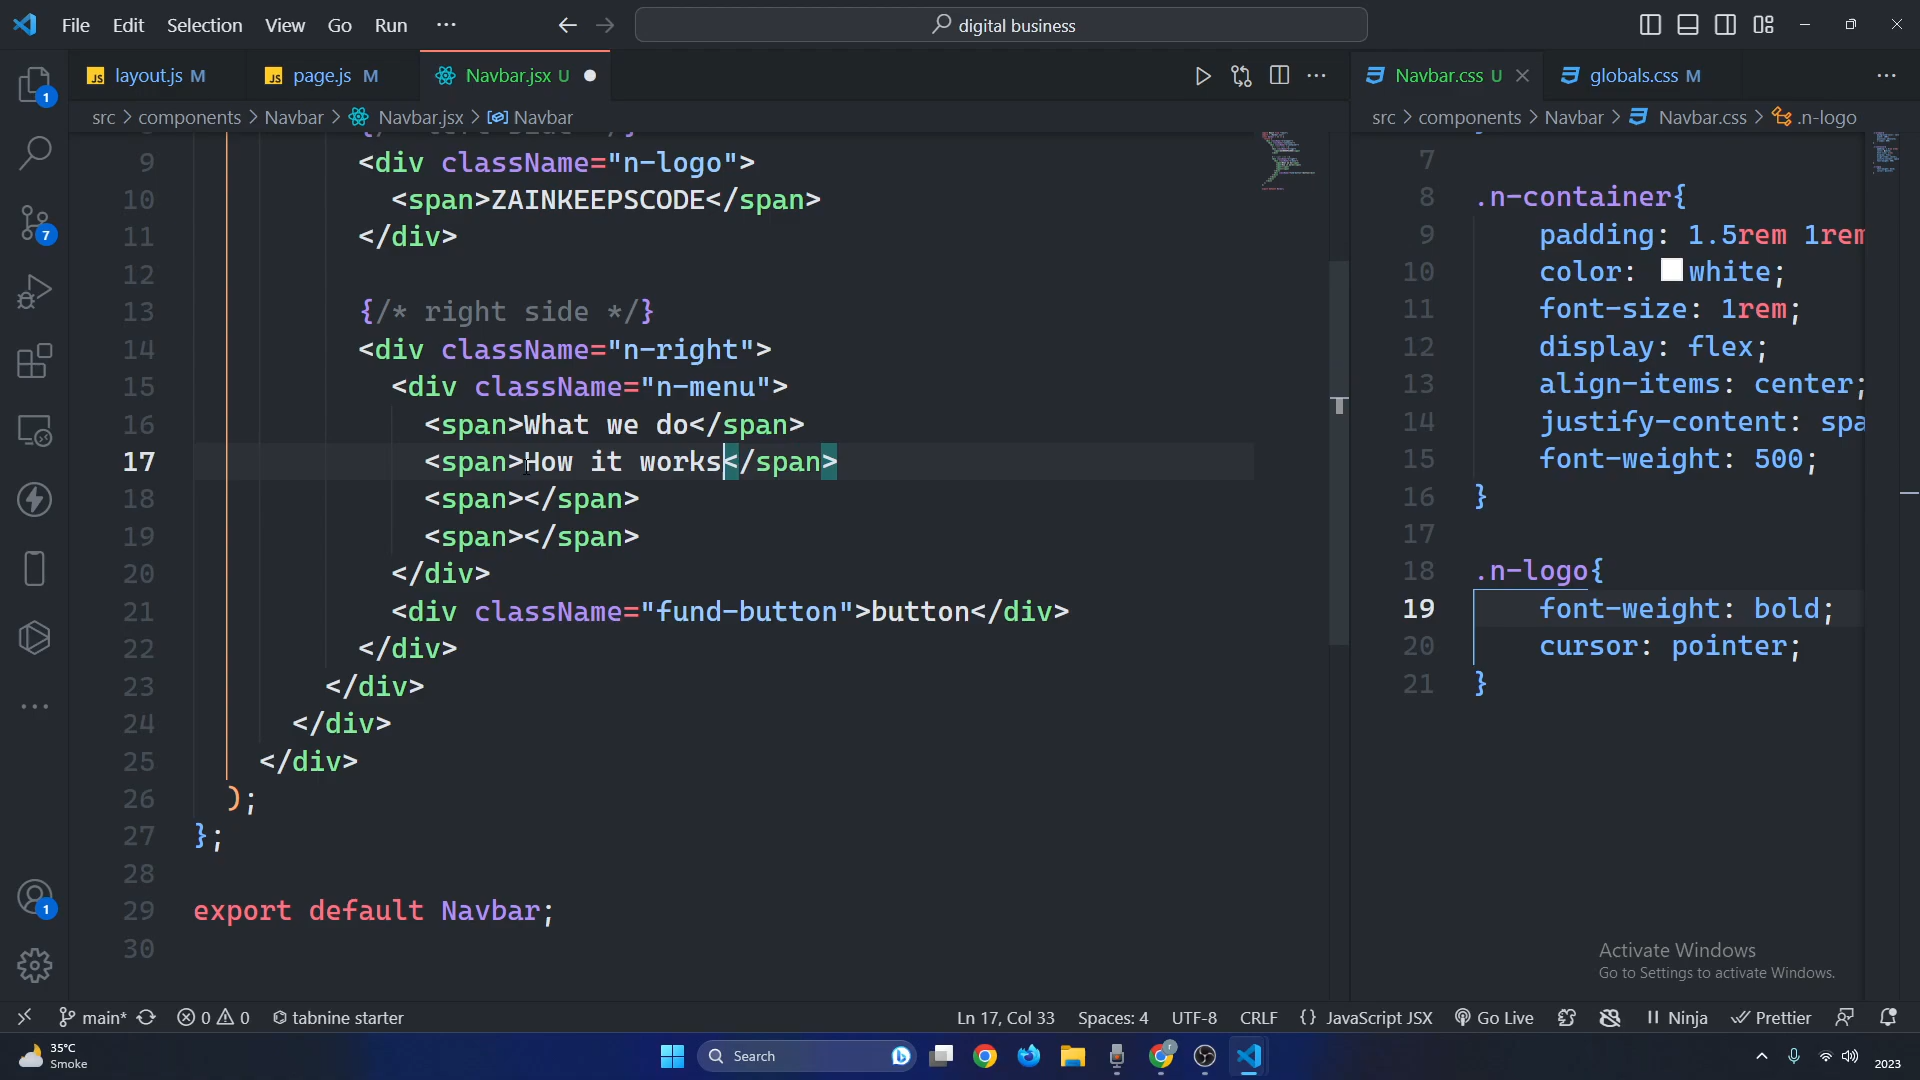 File Edit Selection View Go Run ··· digital business
layout.js M page.js M Navbar.jsx U Navbar.css U globals.css M
src > components > Navbar > Navbar.jsx > Navbar
src > components > Navbar > Navbar.css > .n-logo
9 <div className="n-logo">
10 <span>ZAINKEEPSCODE</span>
11 </div>
12
13 {/* right side */}
14 <div className="n-right">
15 <div className="n-menu">
16 <span>What we do</span>
17 <span>How it works</span>
18 <span></span>
19 <span></span>
20 </div>
21 <div className="fund-button">button</div>
22 </div>
23 </div>
24 </div>
25 </div>
26 );
27 };
28
29 export default Navbar;
30
7
8 .n-container{
9 padding: 1.5rem 1rem
10 color: white;
11 font-size: 1rem;
12 display: flex;
13 align-items: center;
14 justify-content: spa
15 font-weight: 500;
16 }
17
18 .n-logo{
19 font-weight: bold;
20 cursor: pointer;
21 }
1
7
1
Activate Windows
Go to Settings to activate Windows.
main* 0 0 tabnine starter Ln 17, Col 33 Spaces: 4 UTF-8 CRLF {} JavaScript JSX Go Live Ninja Prettier
35°C
Smoke
Search
2023